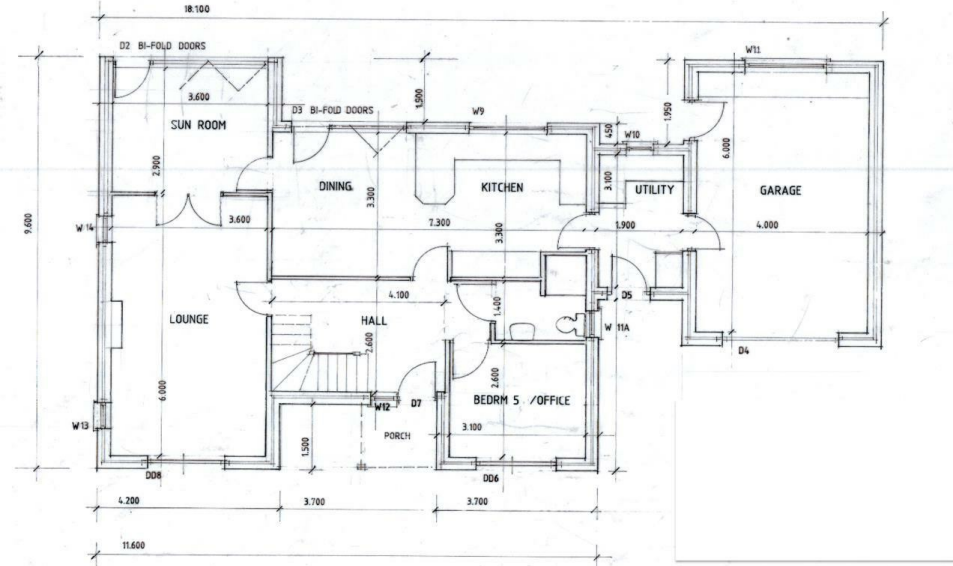 18.100
D2 BI-FOLD DOORS
W11
3.600
D3 BI-FOLD DOORS
1.500
W9
1.950
SUN ROOM
450
W10
6.000
2.900
DINING
KITCHEN
3.100
UTILITY
GARAGE
3.300
9.600
W14
3.600
7.300
3.300
1.900
4.000
4.100
1.400
D5
LOUNGE
HALL
W 11A
2.600
D4
6.000
2.600
W12
D7
BEDRM 5 /OFFICE
W13
PORCH
3.100
1.500
DD8
DD6
4.200
3.700
3.700
11.600